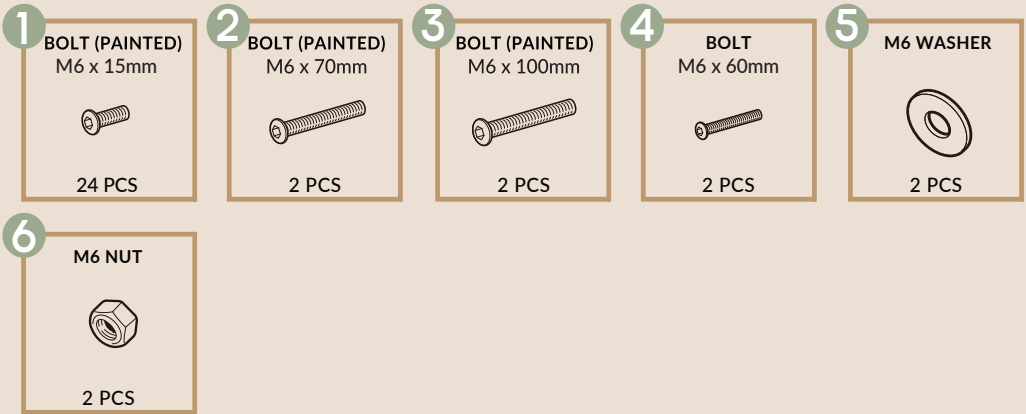 1
BOLT (PAINTED)
M6 x 15mm
24 PCS
2
BOLT (PAINTED)
M6 x 70mm
2 PCS
3
BOLT (PAINTED)
M6 x 100mm
2 PCS
4
BOLT
M6 x 60mm
2 PCS
5
M6 WASHER
2 PCS
6
M6 NUT
2 PCS